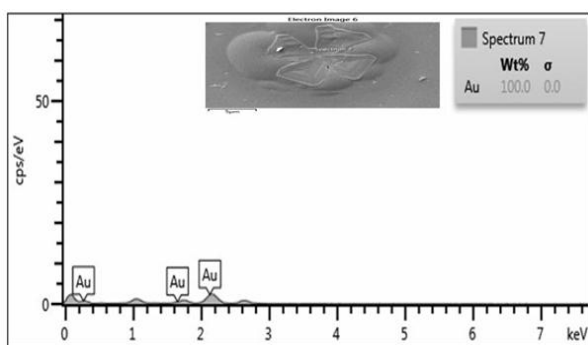 Electron Image 6
Spectrum 7
Wt% σ
Au 100.0 0.0
50
cps/eV
Au
Au
Au
0
0 1 2 3 4 5 6 7 keV